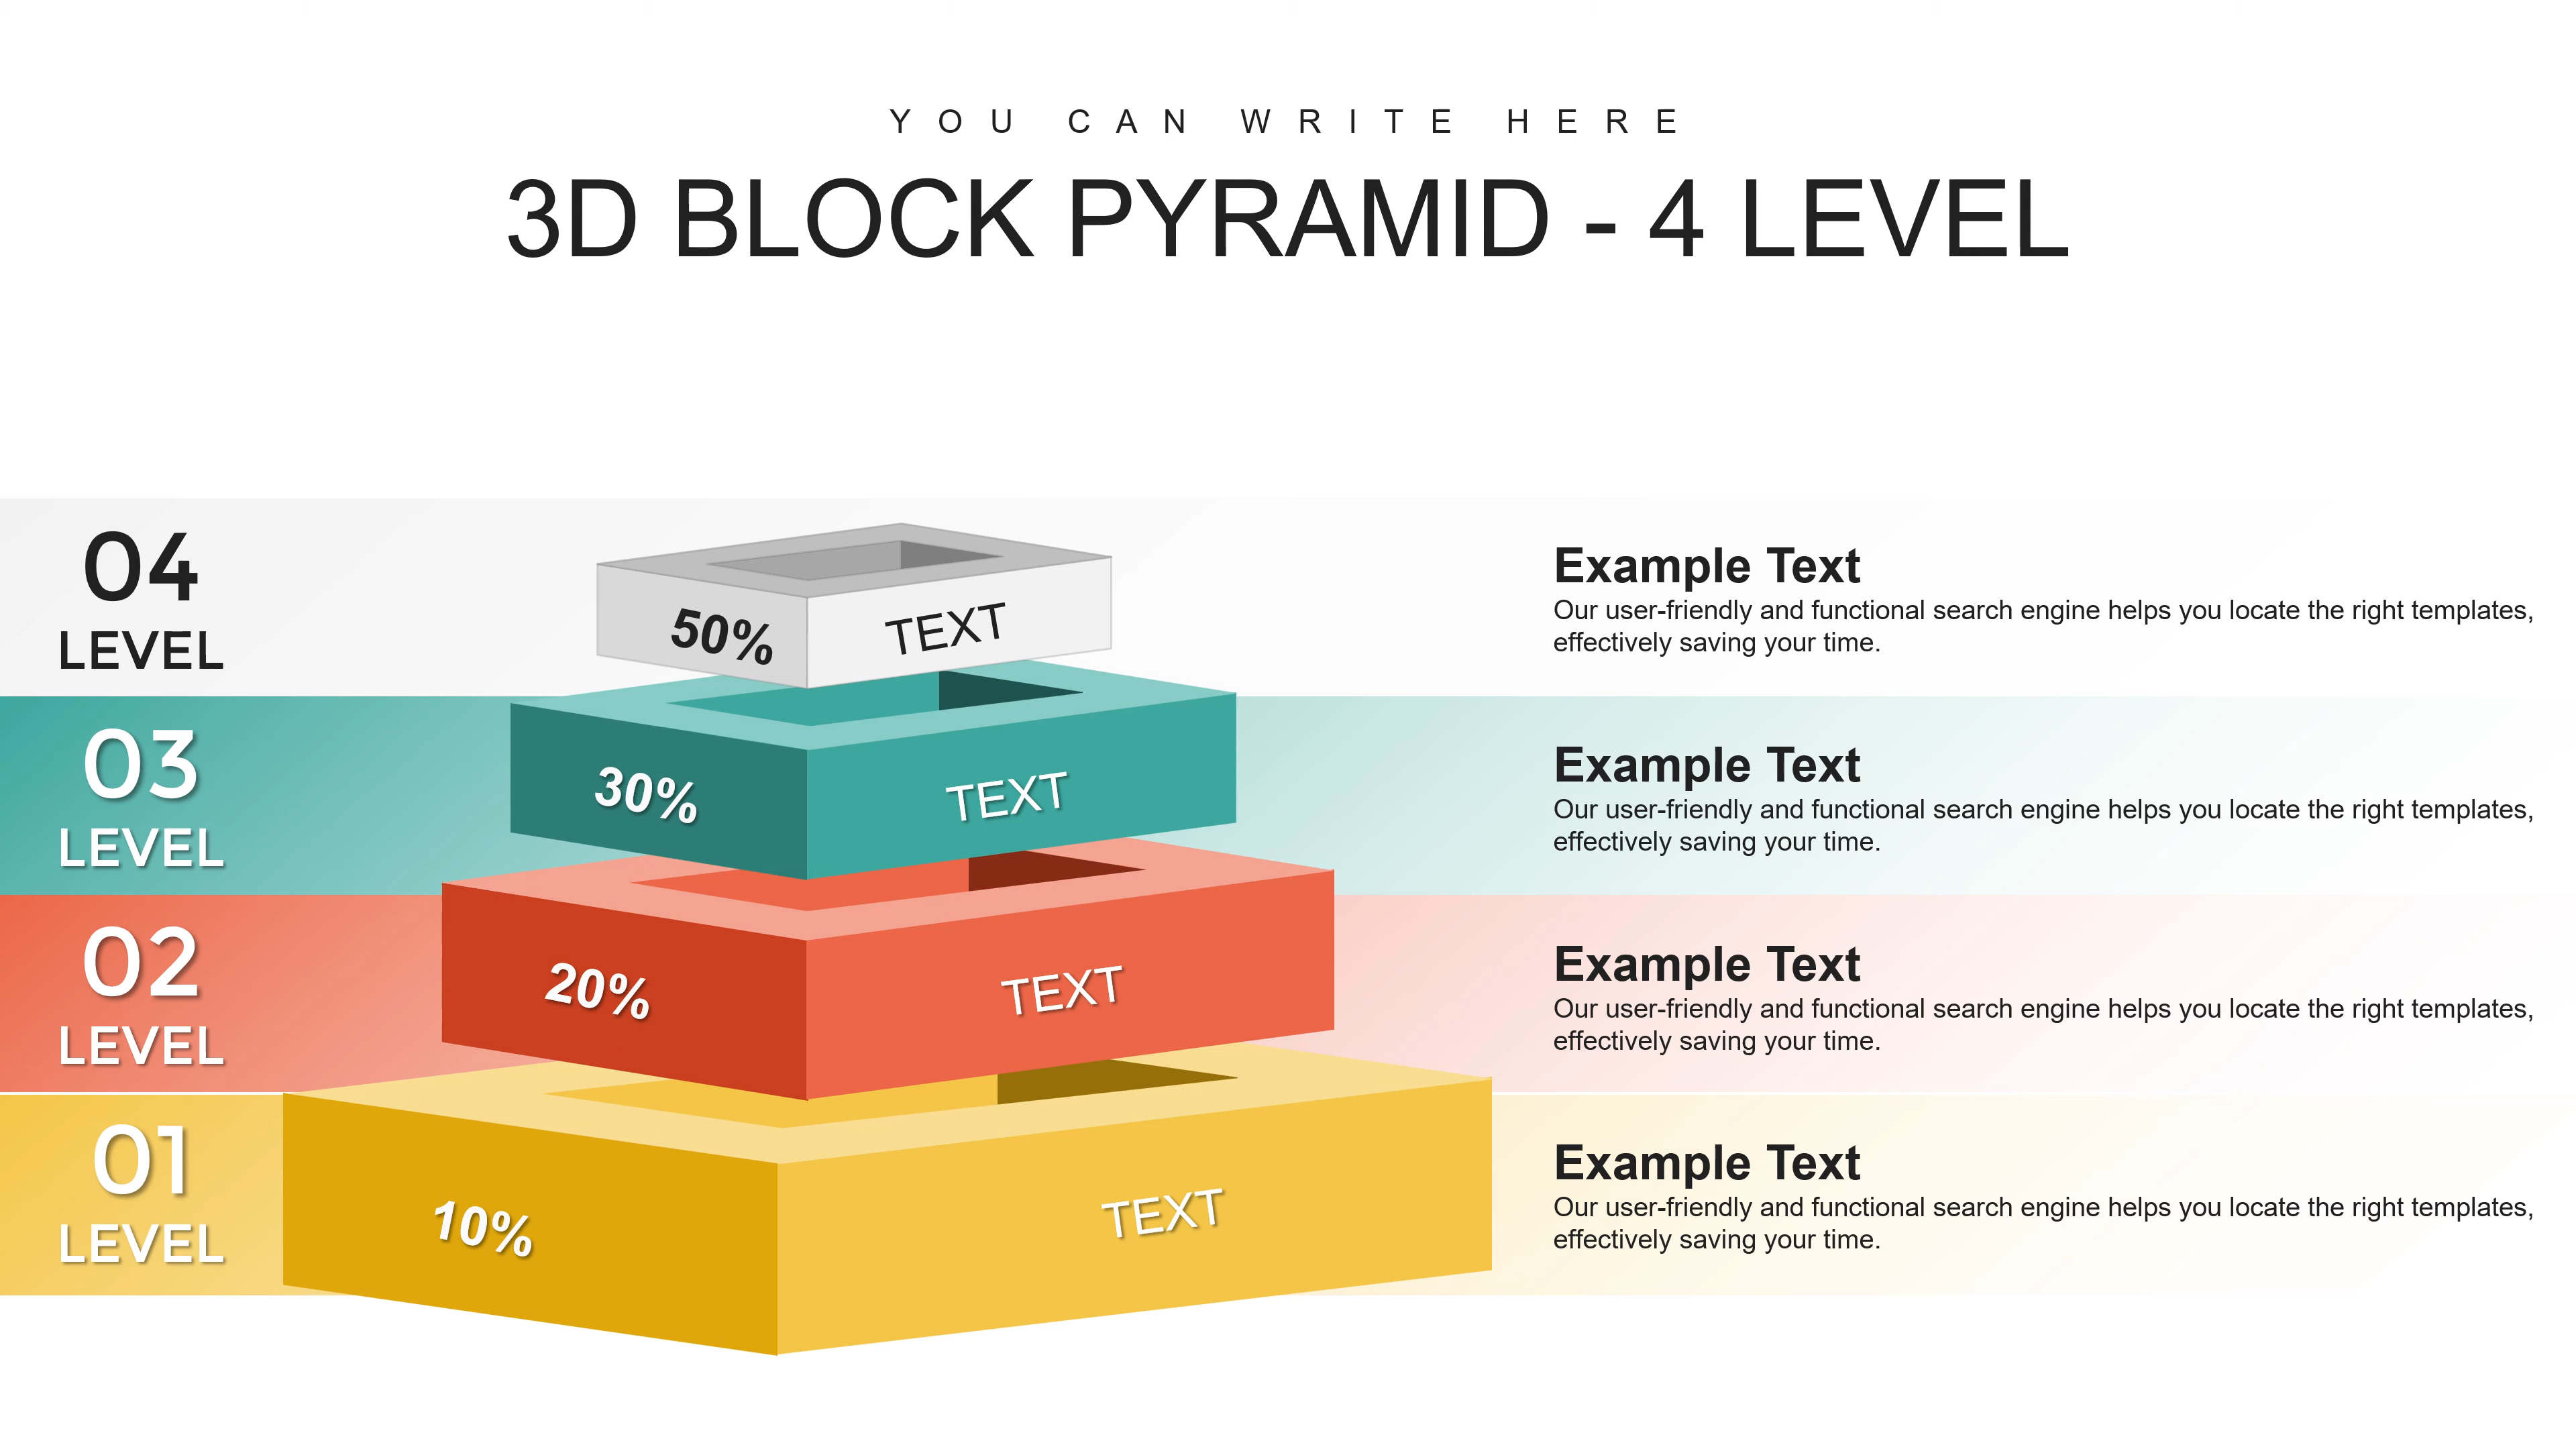 YOU CAN WRITE HERE
3D BLOCK PYRAMID - 4 LEVEL
04
LEVEL
50%
TEXT
Example Text
Our user-friendly and functional search engine helps you locate the right templates,
effectively saving your time.
03
LEVEL
30%
TEXT
Example Text
Our user-friendly and functional search engine helps you locate the right templates,
effectively saving your time.
02
LEVEL
20%
TEXT
Example Text
Our user-friendly and functional search engine helps you locate the right templates,
effectively saving your time.
01
LEVEL
10%
TEXT
Example Text
Our user-friendly and functional search engine helps you locate the right templates,
effectively saving your time.